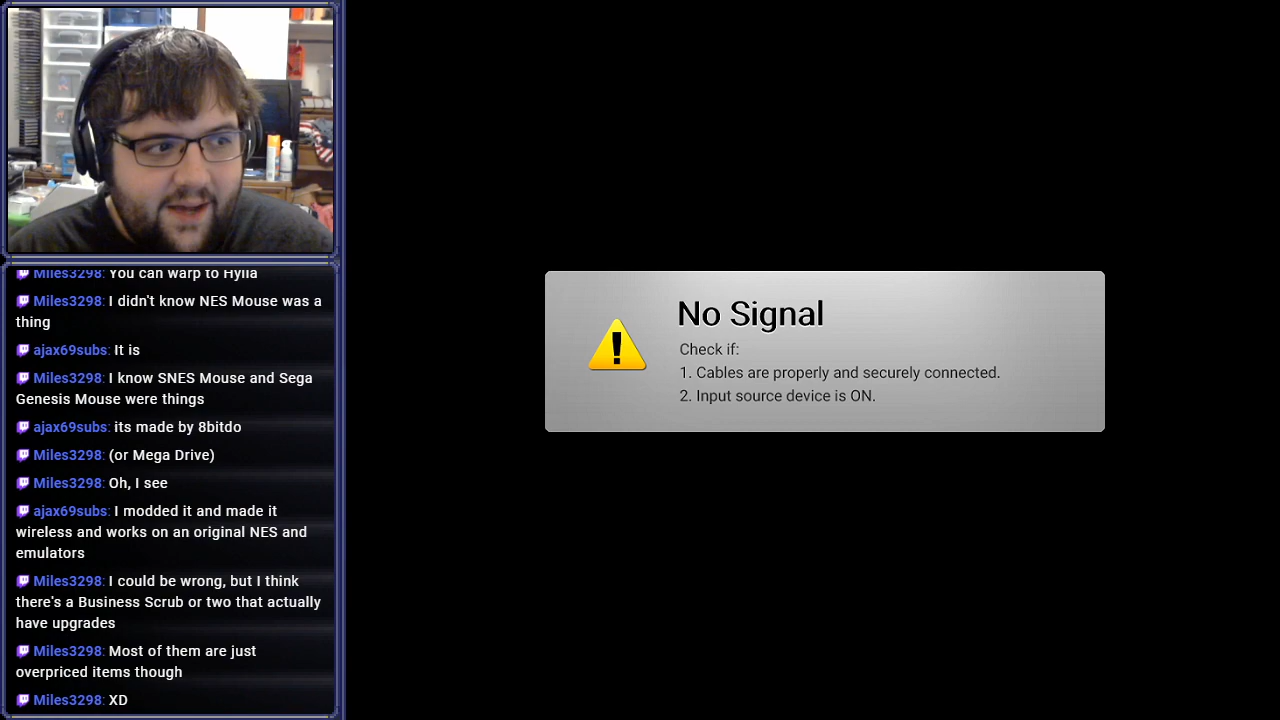 Miles3298: You can warp to Hylia
Miles3298: I didn't know NES Mouse was a
thing
ajax69subs: It is
Miles3298: I know SNES Mouse and Sega
Genesis Mouse were things
ajax69subs: its made by 8bitdo
Miles3298: (or Mega Drive)
Miles3298: Oh, I see
ajax69subs: I modded it and made it
wireless and works on an original NES and
emulators
Miles3298: I could be wrong, but I think
there's a Business Scrub or two that actually
have upgrades
Miles3298: Most of them are just
overpriced items though
Miles3298: XD
No Signal
Check if:
1. Cables are properly and securely connected.
2. Input source device is ON.